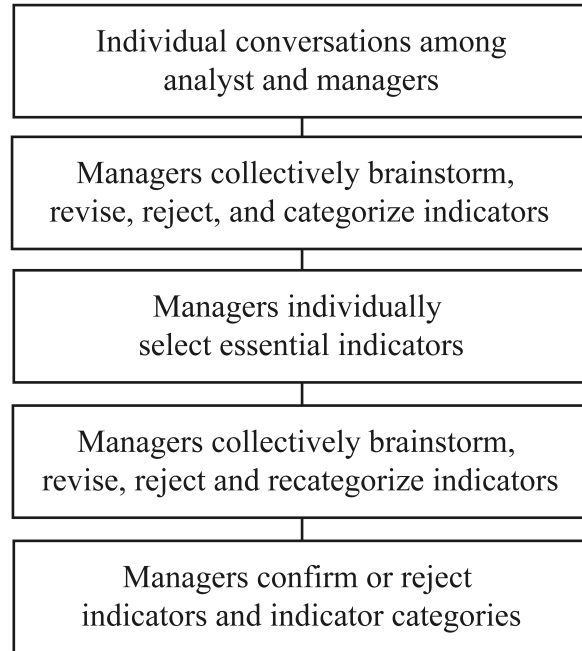 Individual conversations among
analyst and managers
Managers collectively brainstorm,
revise, reject, and categorize indicators
Managers individually
select essential indicators
Managers collectively brainstorm,
revise, reject and recategorize indicators
Managers confirm or reject
indicators and indicator categories